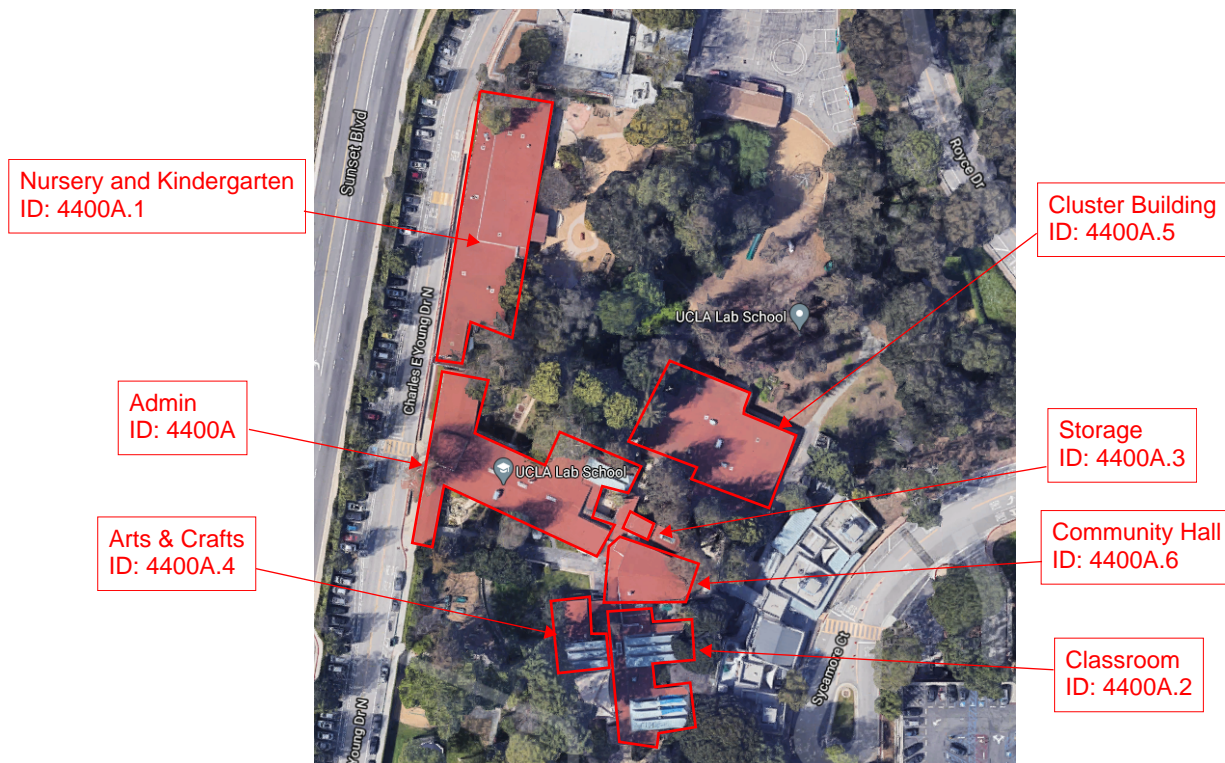 Nursery and Kindergarten
ID: 4400A.1
Admin
ID: 4400A
Arts & Crafts
ID: 4400A.4
Sunset Blvd
Charles E Young Dr N
Young Dr N
UCLA Lab School
UCLA Lab School
Royce Dr
Sycamore Ct
Cluster Building
ID: 4400A.5
Storage
ID: 4400A.3
Community Hall
ID: 4400A.6
Classroom
ID: 4400A.2